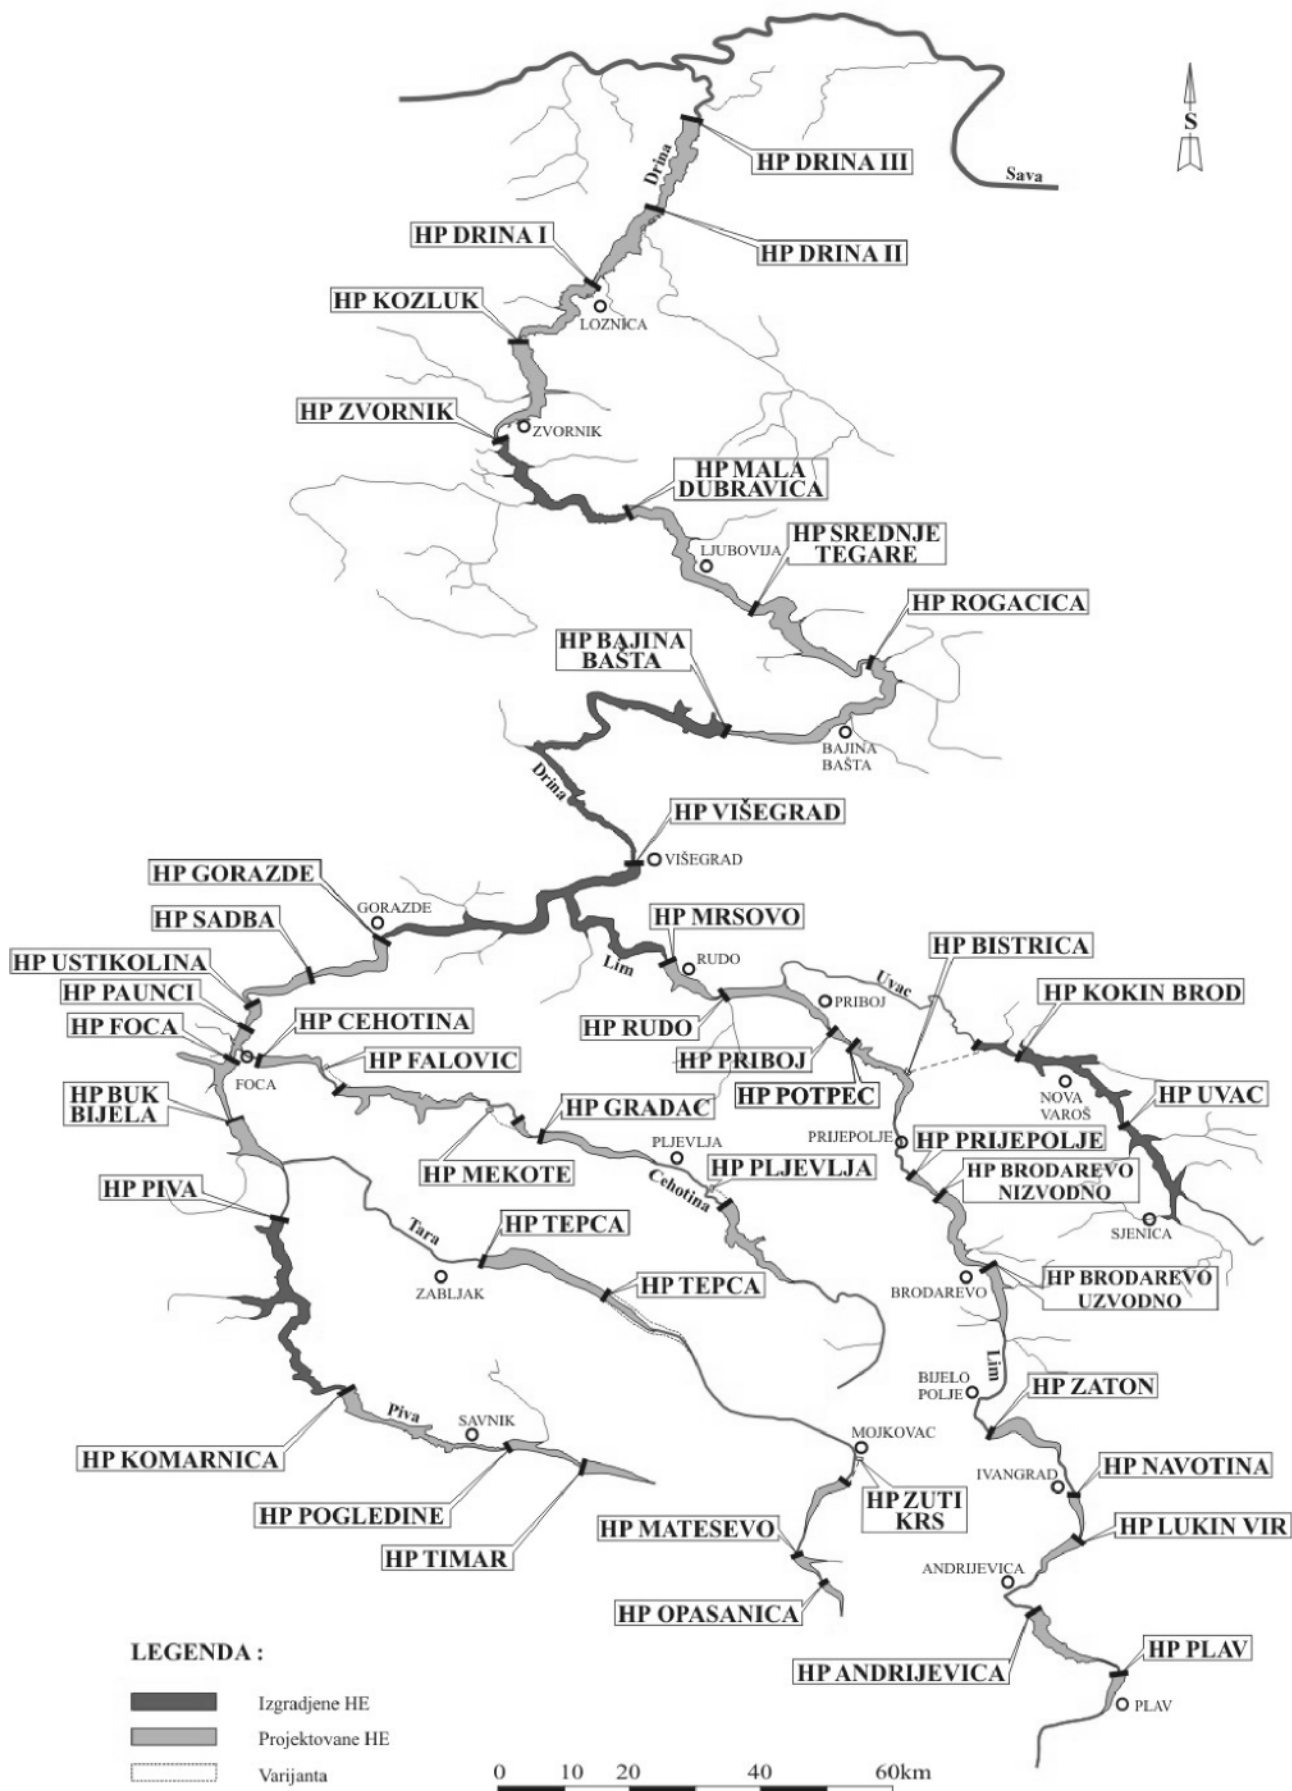 HP DRINA III
S
Drina
Sava
HP DRINA I
HP DRINA II
HP KOZLUK
LOZNICA
HP ZVORNIK
ZVORNIK
HP MALA
DUBRAVICA
HP SREDNJE
TEGARE
LJUBOVIJA
HP ROGACICA
HP BAJINA
BAŠTA
BAJINA
BAŠTA
Drina
HP VIŠEGRAD
VIŠEGRAD
HP GORAZDE
GORAZDE
HP SADBA
HP MRSOVO
HP BISTRICA
HP USTIKOLINA
Lim
RUDO
Uvac
HP PAUNCI
HP KOKIN BROD
PRIBOJ
HP FOCA
HP CEHOTINA
HP RUDO
HP FALOVIC
HP PRIBOJ
FOCA
HP POTPEC
NOVA
VAROŠ
HP BUK
BIJELA
HP GRADAC
HP UVAC
PLJEVLJA
PRIJEPOLJE
HP PRIJEPOLJE
HP MEKOTE
HP PLJEVLJA
HP BRODAREVO
NIZVODNO
HP PIVA
Cehotina
Tara
HP TEPCA
SJENICA
ZABLJAK
HP TEPCA
BRODAREVO
HP BRODAREVO
UZVODNO
Lim
BIJELO
POLJE
HP ZATON
Piva
SAVNIK
MOJKOVAC
HP KOMARNICA
IVANGRAD
HP NAVOTINA
HP ZUTI
KRS
HP POGLEDINE
HP MATESEVO
HP LUKIN VIR
HP TIMAR
ANDRIJEVICA
HP OPASANICA
HP PLAV
HP ANDRIJEVICA
PLAV
LEGENDA :
Izgradjene HE
Projektovane HE
Varijanta
0 10 20 40 60km